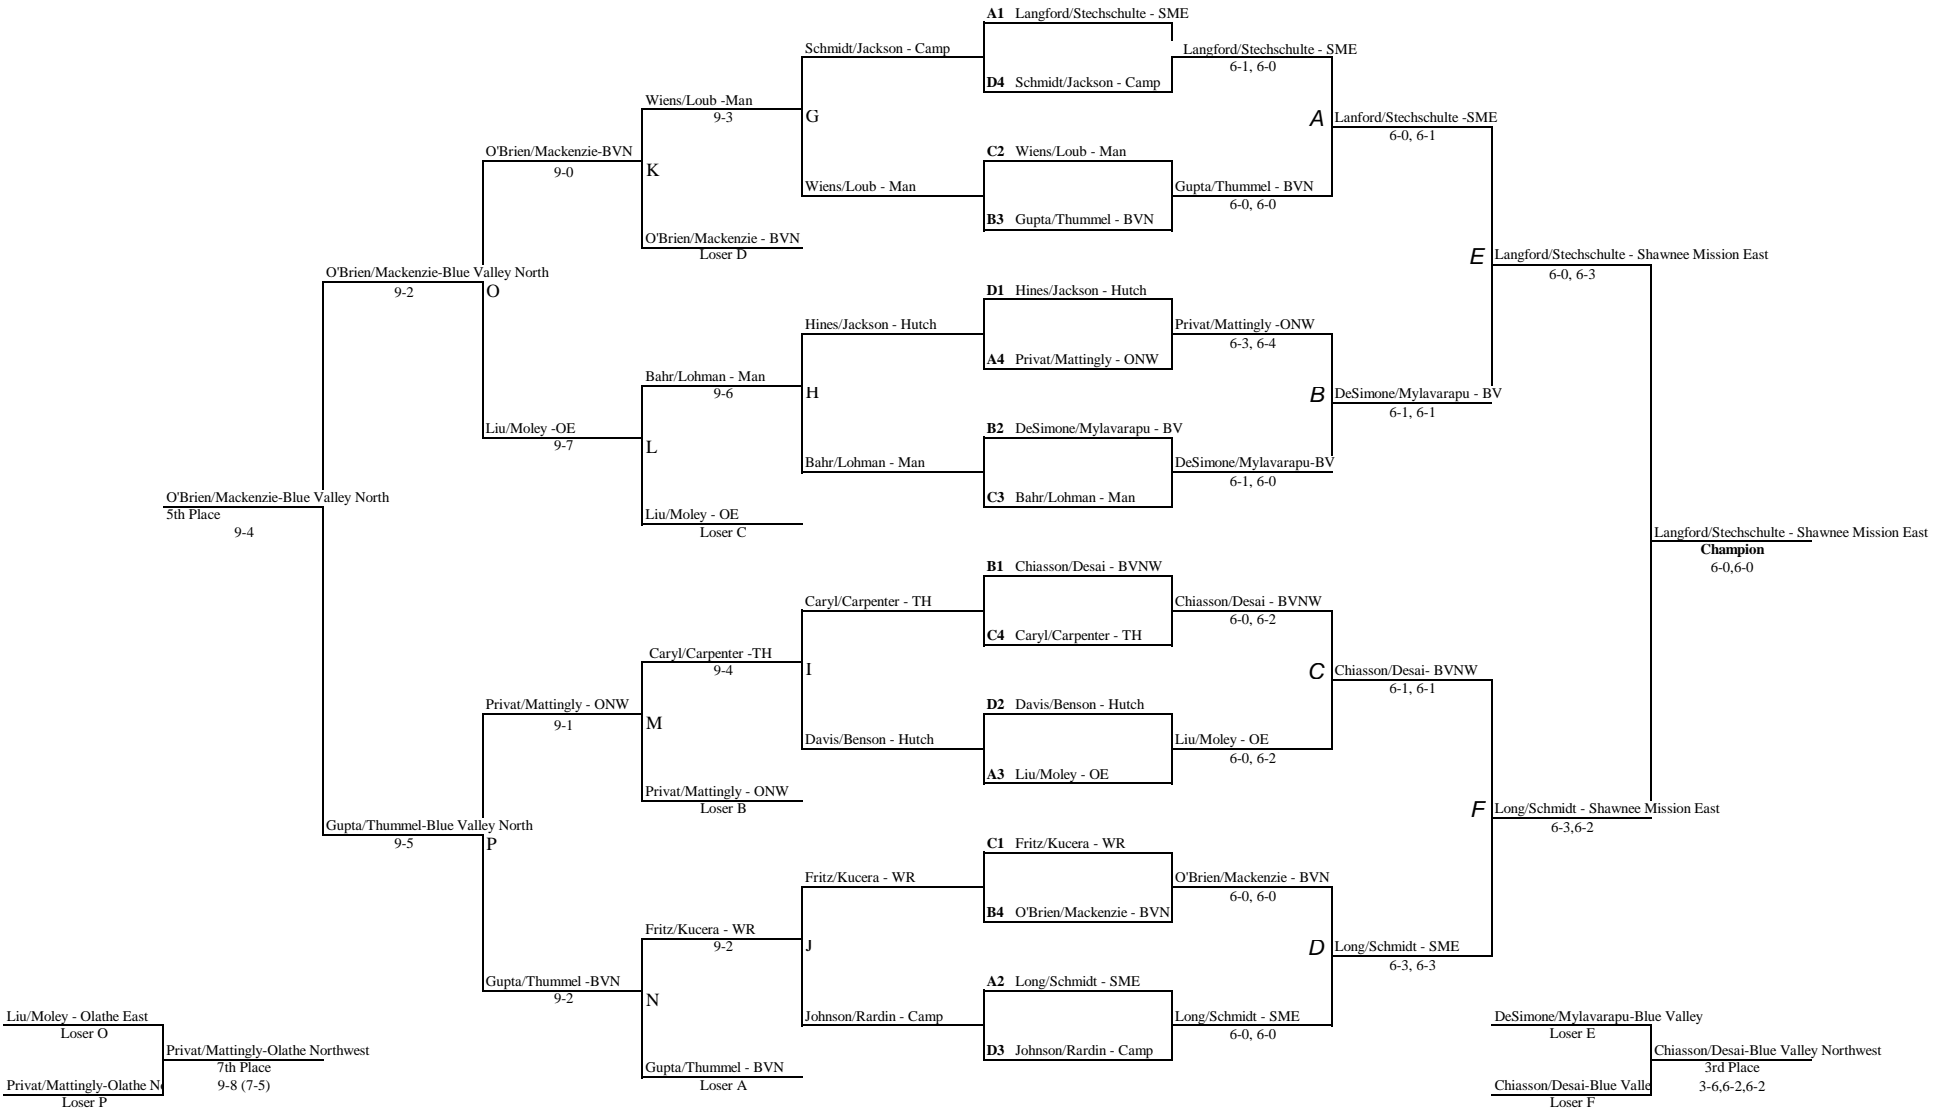 A1 Langford/Stechschulte - SME
Schmidt/Jackson - Camp
Langford/Stechschulte - SME
6-1, 6-0
D4 Schmidt/Jackson - Camp
Wiens/Loub -Man
9-3
G
A
Lanford/Stechschulte -SME
6-0, 6-1
O'Brien/Mackenzie-BVN
9-0
K
C2 Wiens/Loub - Man
Wiens/Loub - Man
Gupta/Thummel - BVN
6-0, 6-0
B3 Gupta/Thummel - BVN
O'Brien/Mackenzie - BVN
Loser D
E
Langford/Stechschulte - Shawnee Mission East
6-0, 6-3
O'Brien/Mackenzie-Blue Valley North
9-2
O
D1 Hines/Jackson - Hutch
Hines/Jackson - Hutch
Privat/Mattingly -ONW
6-3, 6-4
A4 Privat/Mattingly - ONW
Bahr/Lohman - Man
9-6
H
B
DeSimone/Mylavarapu - BV
6-1, 6-1
Liu/Moley -OE
9-7
L
B2 DeSimone/Mylavarapu - BV
Bahr/Lohman - Man
DeSimone/Mylavarapu-BV
6-1, 6-0
C3 Bahr/Lohman - Man
O'Brien/Mackenzie-Blue Valley North
5th Place
9-4
Liu/Moley - OE
Loser C
Langford/Stechschulte - Shawnee Mission East
Champion
6-0,6-0
B1 Chiasson/Desai - BVNW
Caryl/Carpenter - TH
Chiasson/Desai - BVNW
6-0, 6-2
C4 Caryl/Carpenter - TH
Caryl/Carpenter -TH
9-4
I
C
Chiasson/Desai- BVNW
6-1, 6-1
Privat/Mattingly - ONW
9-1
M
D2 Davis/Benson - Hutch
Davis/Benson - Hutch
Liu/Moley - OE
6-0, 6-2
A3 Liu/Moley - OE
Privat/Mattingly - ONW
Loser B
F
Long/Schmidt - Shawnee Mission East
6-3,6-2
Gupta/Thummel-Blue Valley North
9-5
P
C1 Fritz/Kucera - WR
Fritz/Kucera - WR
O'Brien/Mackenzie - BVN
6-0, 6-0
B4 O'Brien/Mackenzie - BVN
Fritz/Kucera - WR
9-2
J
D
Long/Schmidt - SME
6-3, 6-3
Gupta/Thummel -BVN
9-2
N
A2 Long/Schmidt - SME
Johnson/Rardin - Camp
Long/Schmidt - SME
6-0, 6-0
D3 Johnson/Rardin - Camp
Gupta/Thummel - BVN
Loser A
Liu/Moley - Olathe East
Loser O
Privat/Mattingly-Olathe Northwest
7th Place
9-8 (7-5)
Privat/Mattingly-Olathe No
Loser P
DeSimone/Mylavarapu-Blue Valley
Loser E
Chiasson/Desai-Blue Valley Northwest
3rd Place
3-6,6-2,6-2
Chiasson/Desai-Blue Valle
Loser F